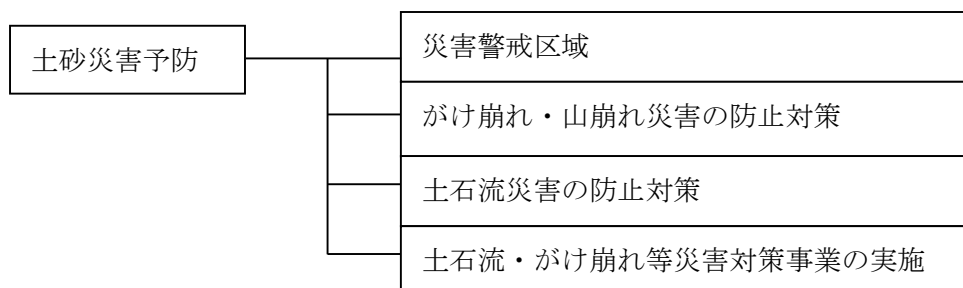 土砂災害予防
災害警戒区域
がけ崩れ・山崩れ災害の防止対策
土石流災害の防止対策
土石流・がけ崩れ等災害対策事業の実施